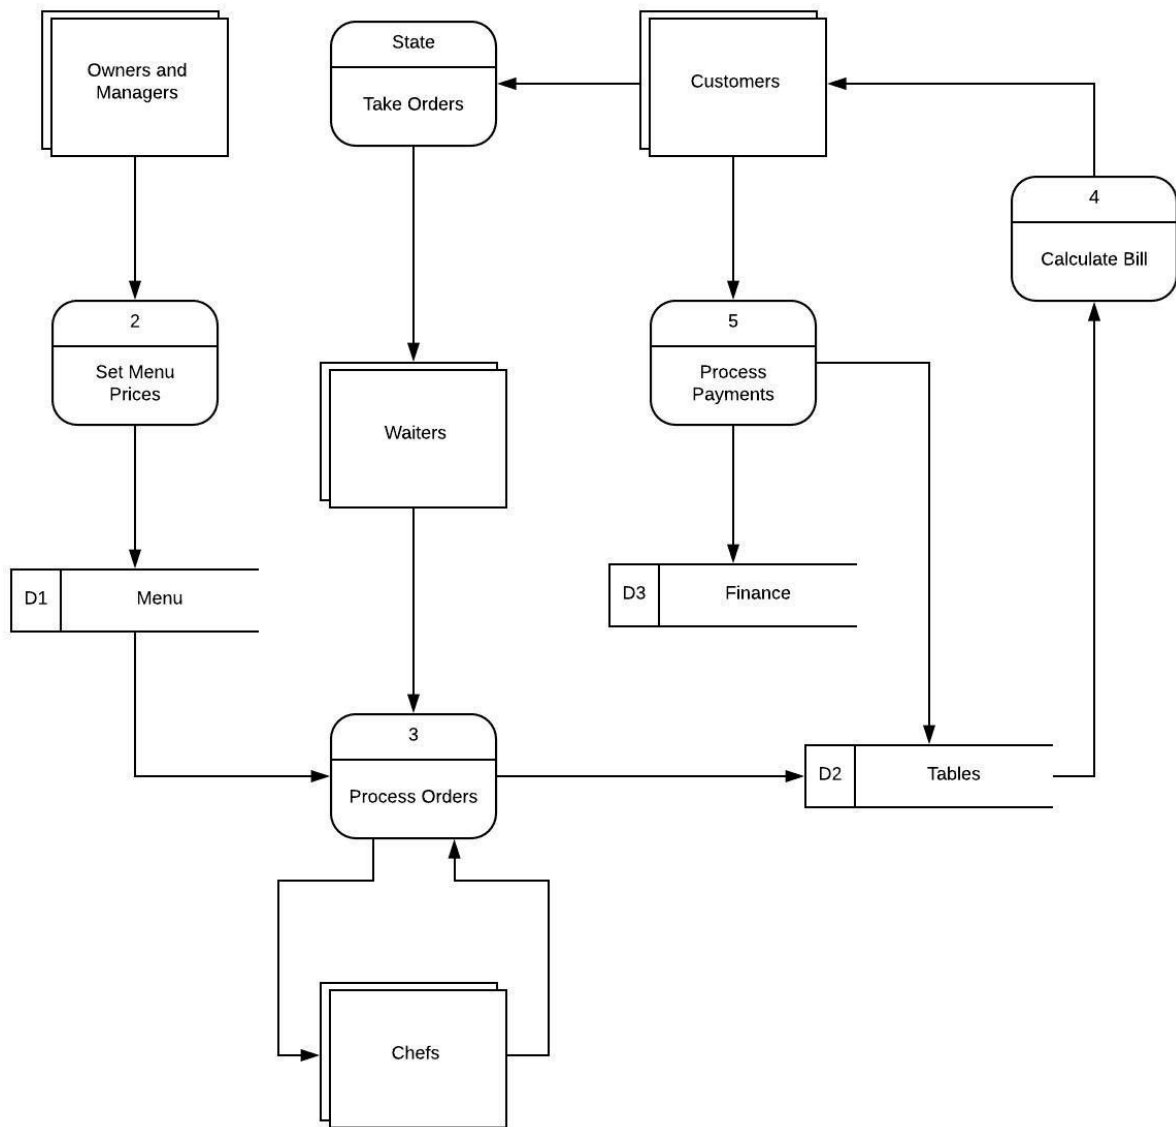 Owners and
Managers
State
Take Orders
Customers
4
Calculate Bill
2
Set Menu
Prices
5
Process
Payments
Waiters
D1
Menu
D3
Finance
3
Process Orders
D2
Tables
Chefs